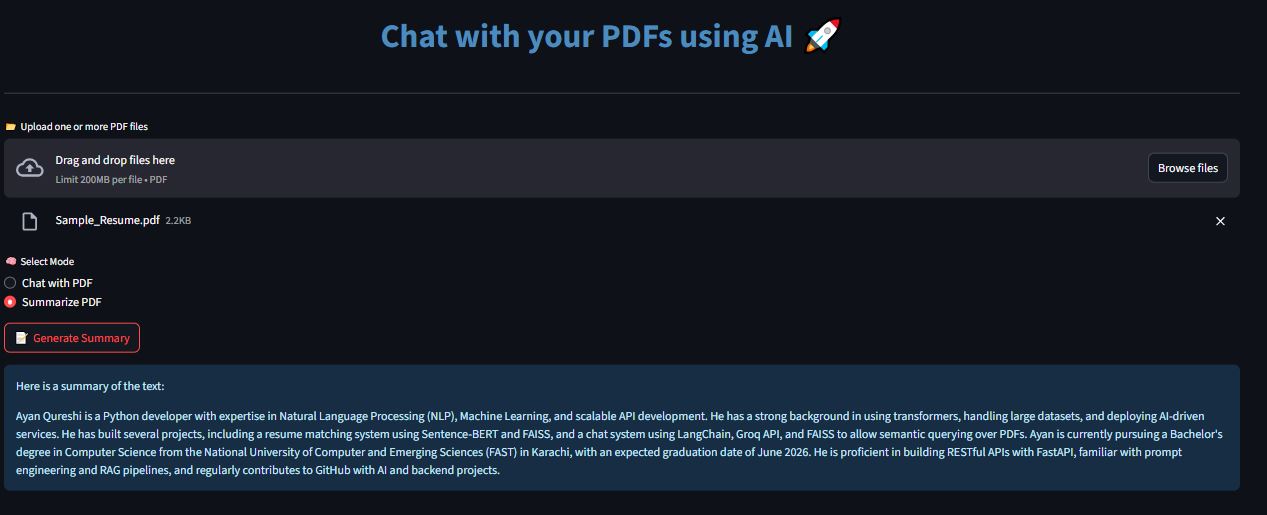 Chat with your PDFs using AI 🚀
📂 Upload one or more PDF files
Drag and drop files here
Limit 200MB per file • PDF
Browse files
Sample_Resume.pdf 2.2KB
🧠 Select Mode
Chat with PDF
Summarize PDF
📝 Generate Summary
Here is a summary of the text:
Ayan Qureshi is a Python developer with expertise in Natural Language Processing (NLP), Machine Learning, and scalable API development. He has a strong background in using transformers, handling large datasets, and deploying AI-driven
services. He has built several projects, including a resume matching system using Sentence-BERT and FAISS, and a chat system using LangChain, Groq API, and FAISS to allow semantic querying over PDFs. Ayan is currently pursuing a Bachelor's
degree in Computer Science from the National University of Computer and Emerging Sciences (FAST) in Karachi, with an expected graduation date of June 2026. He is proficient in building RESTful APIs with FastAPI, familiar with prompt
engineering and RAG pipelines, and regularly contributes to GitHub with AI and backend projects.